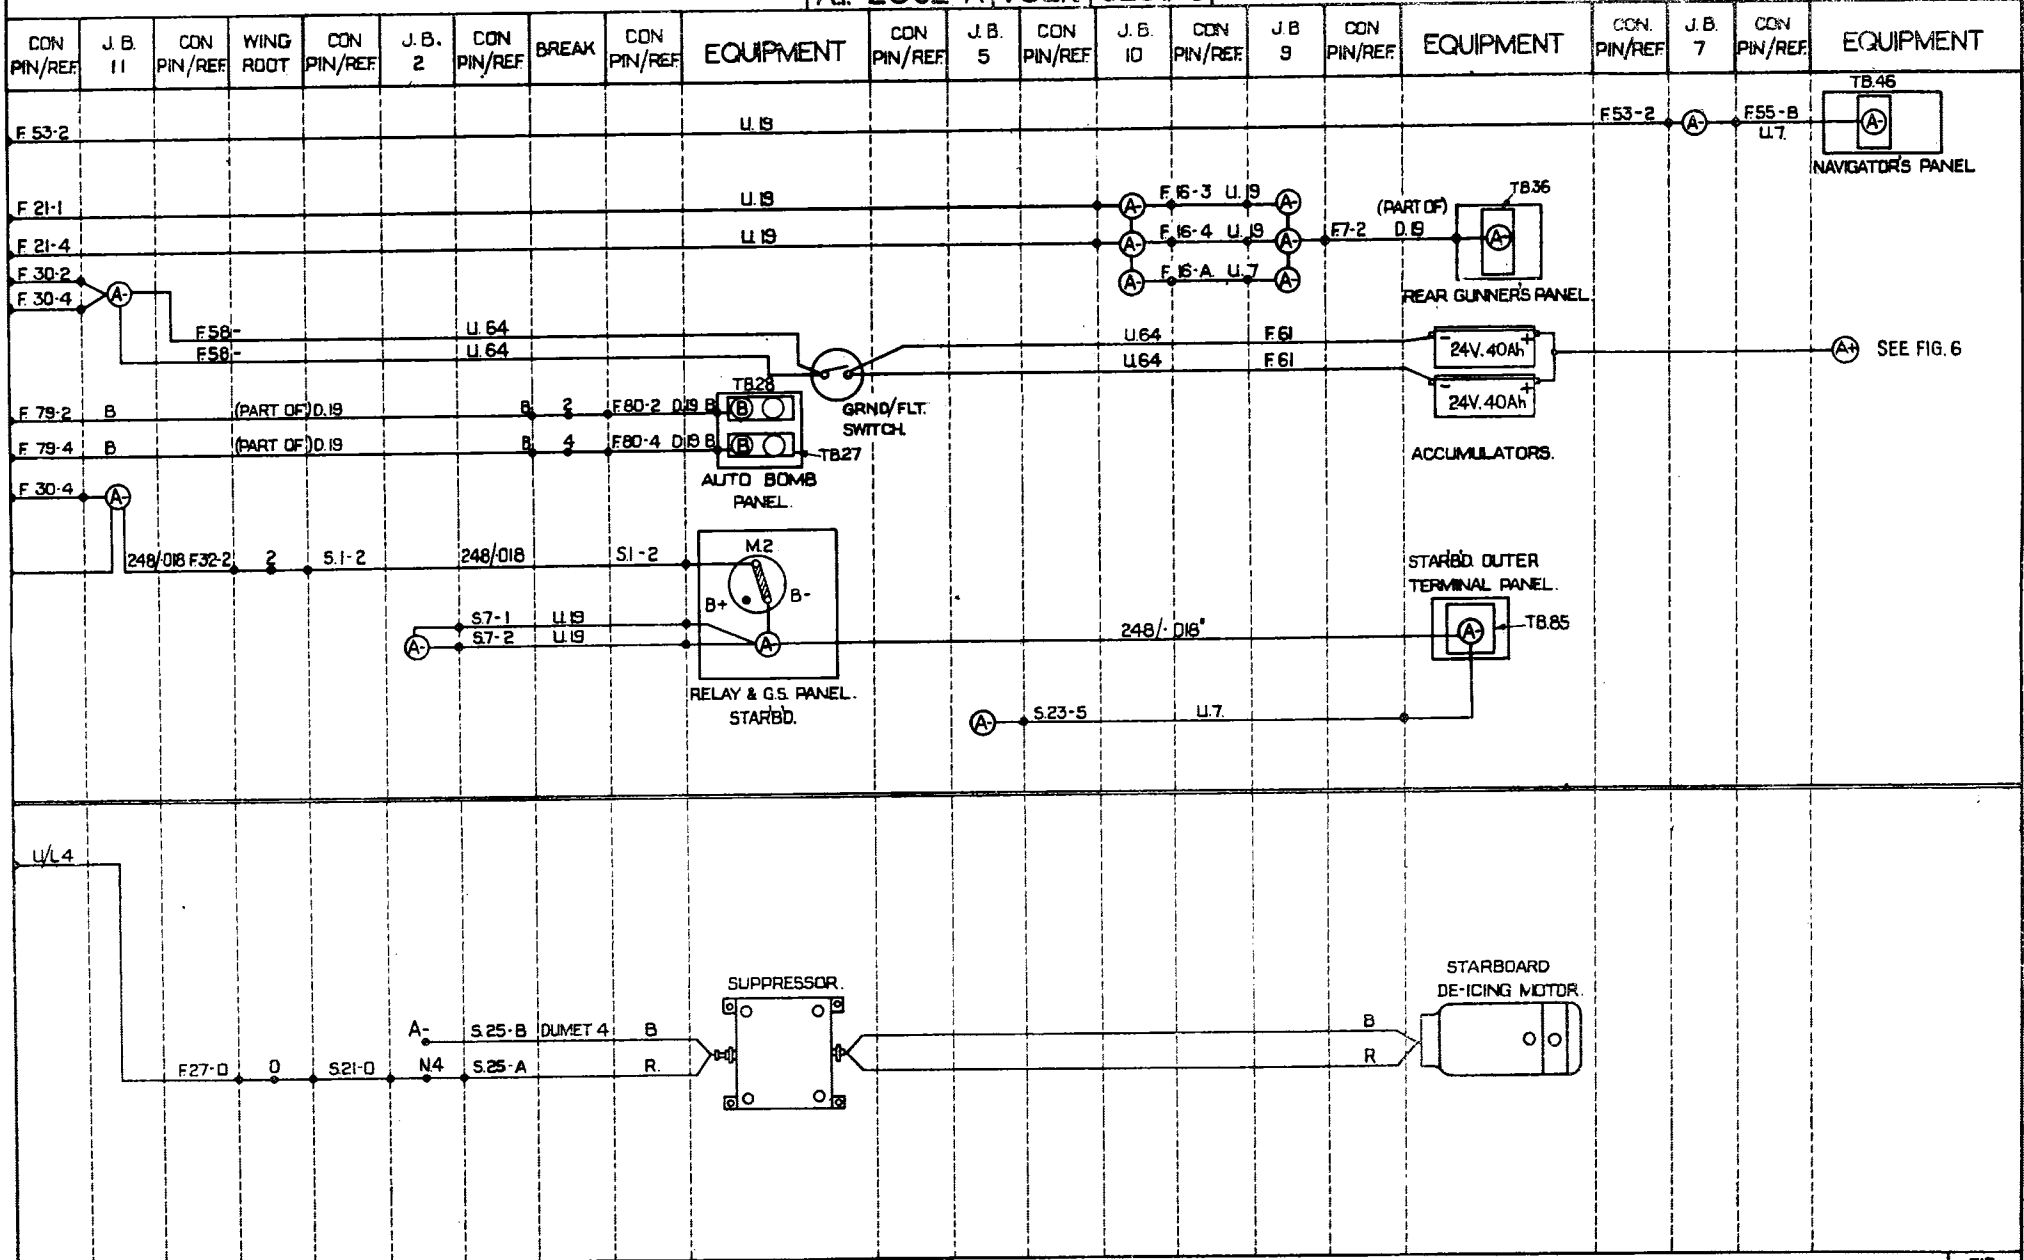 CON PIN/REF. J. B. 11 CON PIN/REF. WING ROOT CON PIN/REF. J. B. 2 CON PIN/REF. BREAK CON PIN/REF. EQUIPMENT CON PIN/REF. J. B. 5 CON PIN/REF. J. B. 10 CON PIN/REF. J. B 9 CON PIN/REF. EQUIPMENT CON. PIN/REF. J. B. 7 CON PIN/REF. EQUIPMENT
TB.46
F. 53-2 U. 19 F.53-2 A- F.55-B A-
U.7.
NAVIGATOR'S PANEL
F 21-1 U. 19 A- F. 16-3 U. 19 A- TB36
(PART OF)
F. 21-4 U. 19 A- F. 16-4 U. 19 A- F.7-2 D. 19 A-
F. 30-2 A- F. 16-A. U. 7 A-
F. 30-4 A- REAR GUNNER'S PANEL
F.58- U. 64 U.64 F.61 - 24V. 40Ah +
F.58- U. 64 U.64 F.61 - 24V. 40Ah + A+ SEE FIG. 6
TB.28
F. 79-2 B (PART OF) D. 19 B 2 F.80-2 D.19 B B GRND/FLT. SWITCH.
F. 79-4 B (PART OF) D. 19 B 4 F.80-4 D.19 B B TB.27
ACCUMULATORS.
AUTO BOMB
PANEL.
F. 30-4 A-
248/·018 F.32-2 2 S.1-2 248/·018 S.1-2 M.2
B+ B-
STARB'D. OUTER
TERMINAL PANEL.
S.7-1 U. 19
A- S.7-2 U. 19 A- 248/·018" A- TB.85
RELAY & G.S. PANEL.
STARB'D.
A- S.23-5 U.7.
U/L 4
SUPPRESSOR.
STARBOARD
DE-ICING MOTOR.
A- S.25-B DUMET 4 B B
F.27-O O S.21-O N.4 S.25-A R. R